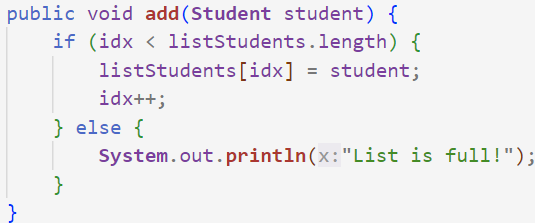 public void add(Student student) {
if (idx < listStudents.length) {
listStudents[idx] = student;
idx++;
} else {
System.out.println(x:"List is full!");
}
}